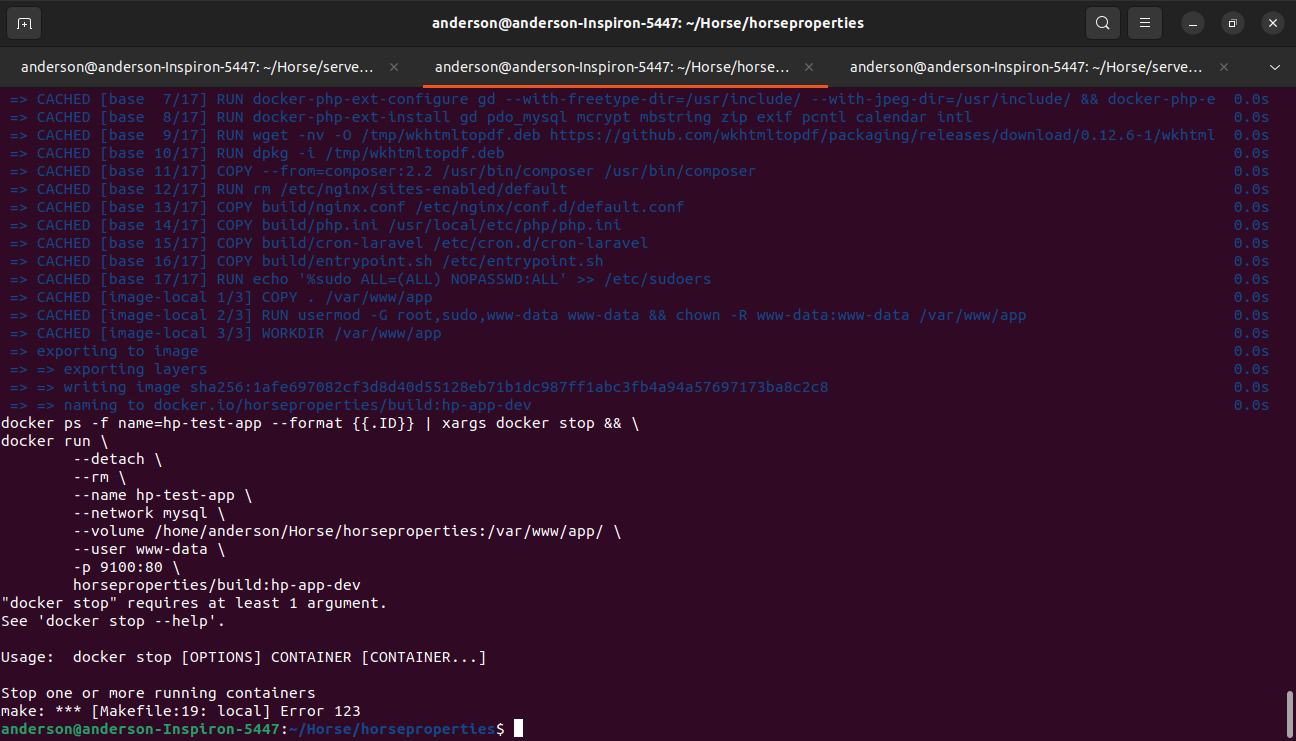 anderson@anderson-Inspiron-5447: ~/Horse/horseproperties
anderson@anderson-Inspiron-5447: ~/Horse/serve...
anderson@anderson-Inspiron-5447: ~/Horse/horse...
anderson@anderson-Inspiron-5447: ~/Horse/serve...
=> CACHED [base  7/17] RUN docker-php-ext-configure gd --with-freetype-dir=/usr/include/ --with-jpeg-dir=/usr/include/ && docker-php-e  0.0s
=> CACHED [base  8/17] RUN docker-php-ext-install gd pdo_mysql mcrypt mbstring zip exif pcntl calendar intl  0.0s
=> CACHED [base  9/17] RUN wget -nv -O /tmp/wkhtmltopdf.deb https://github.com/wkhtmltopdf/packaging/releases/download/0.12.6-1/wkhtml  0.0s
=> CACHED [base 10/17] RUN dpkg -i /tmp/wkhtmltopdf.deb  0.0s
=> CACHED [base 11/17] COPY --from=composer:2.2 /usr/bin/composer /usr/bin/composer  0.0s
=> CACHED [base 12/17] RUN rm /etc/nginx/sites-enabled/default  0.0s
=> CACHED [base 13/17] COPY build/nginx.conf /etc/nginx/conf.d/default.conf  0.0s
=> CACHED [base 14/17] COPY build/php.ini /usr/local/etc/php/php.ini  0.0s
=> CACHED [base 15/17] COPY build/cron-laravel /etc/cron.d/cron-laravel  0.0s
=> CACHED [base 16/17] COPY build/entrypoint.sh /etc/entrypoint.sh  0.0s
=> CACHED [base 17/17] RUN echo '%sudo ALL=(ALL) NOPASSWD:ALL' >> /etc/sudoers  0.0s
=> CACHED [image-local 1/3] COPY . /var/www/app  0.0s
=> CACHED [image-local 2/3] RUN usermod -G root,sudo,www-data www-data && chown -R www-data:www-data /var/www/app  0.0s
=> CACHED [image-local 3/3] WORKDIR /var/www/app  0.0s
=> exporting to image  0.0s
=> => exporting layers  0.0s
=> => writing image sha256:1afe697082cf3d8d40d55128eb71b1dc987ff1abc3fb4a94a57697173ba8c2c8  0.0s
=> => naming to docker.io/horseproperties/build:hp-app-dev  0.0s
docker ps -f name=hp-test-app --format {{.ID}} | xargs docker stop && \
docker run \
        --detach \
        --rm \
        --name hp-test-app \
        --network mysql \
        --volume /home/anderson/Horse/horseproperties:/var/www/app/ \
        --user www-data \
        -p 9100:80 \
        horseproperties/build:hp-app-dev
"docker stop" requires at least 1 argument.
See 'docker stop --help'.
Usage:  docker stop [OPTIONS] CONTAINER [CONTAINER...]
Stop one or more running containers
make: *** [Makefile:19: local] Error 123
anderson@anderson-Inspiron-5447:~/Horse/horseproperties$